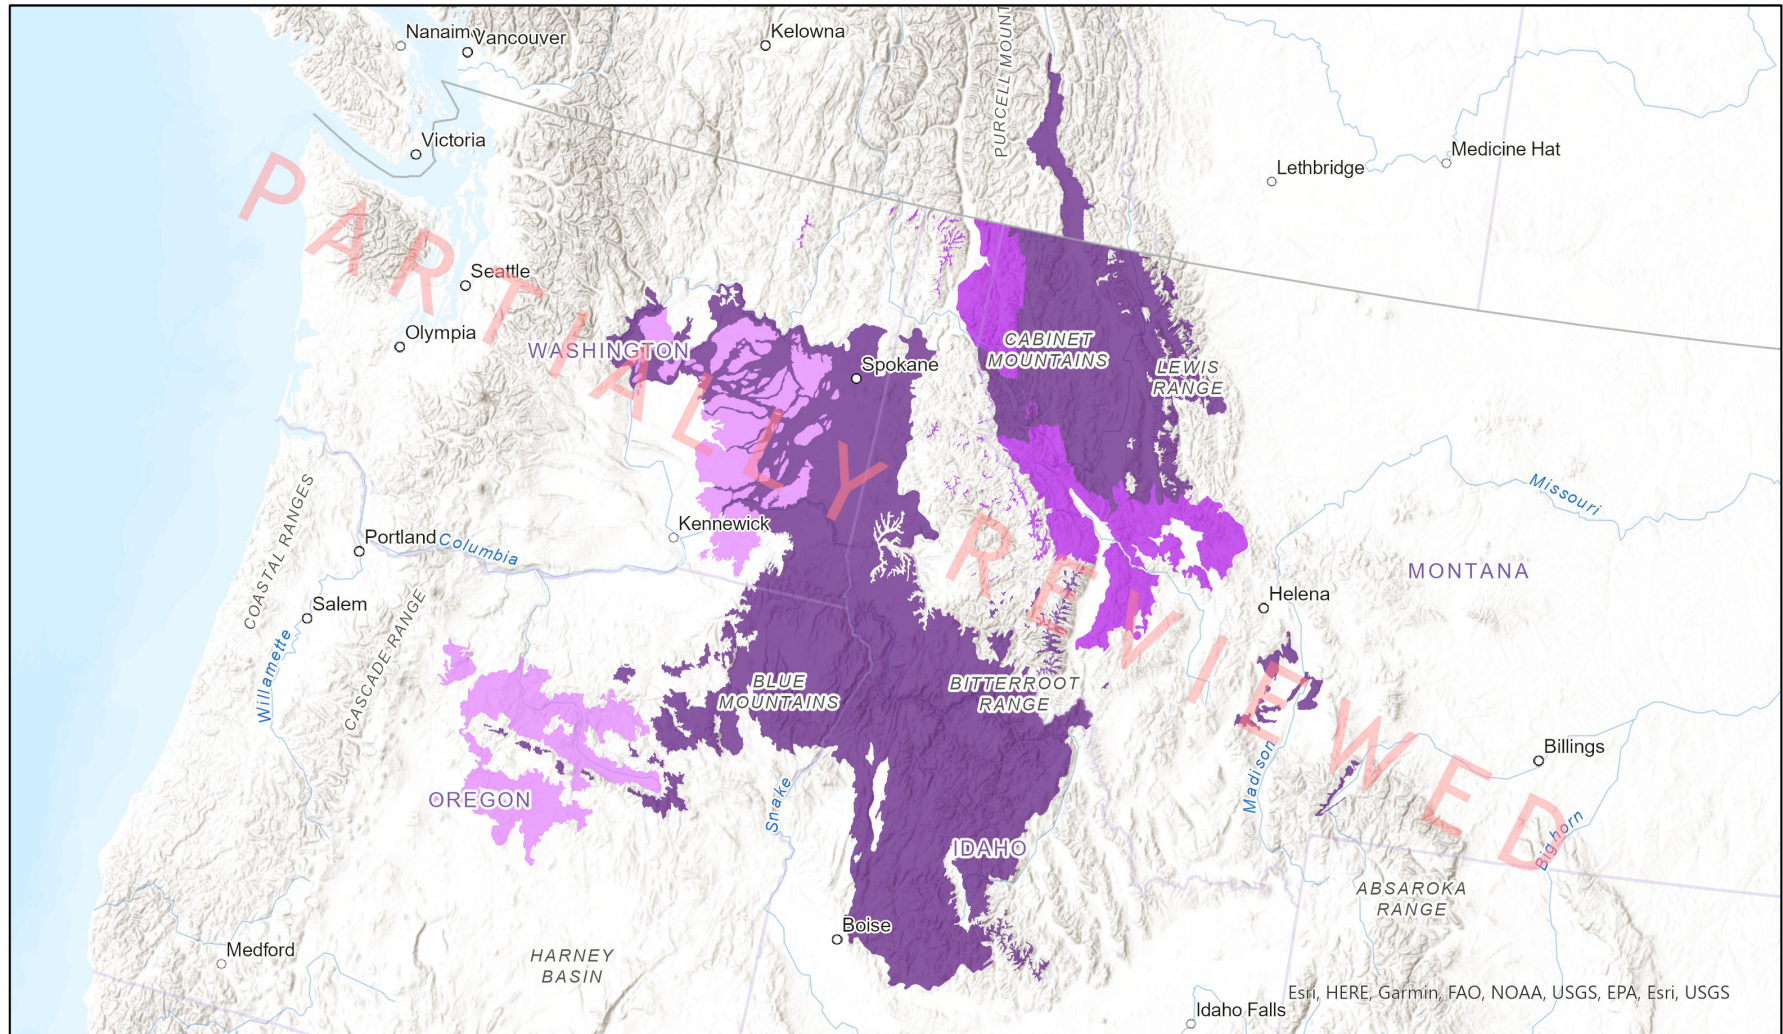 Nanaimo
Vancouver
Kelowna
PURCELL MOUNT
Victoria
Lethbridge
Medicine Hat
Seattle
Olympia
WASHINGTON
Spokane
CABINET
MOUNTAINS
LEWIS
RANGE
PARTIALLY REVIEWED
COASTAL RANGES
Portland
Columbia
Kennewick
Missouri
MONTANA
Helena
Salem
Willamette
CASCADE RANGE
BLUE
MOUNTAINS
BITTERROOT
RANGE
Billings
Madison
Snake
OREGON
IDAHO
Bighorn
ABSAROKA
RANGE
Boise
Medford
HARNEY
BASIN
Esri, HERE, Garmin, FAO, NOAA, USGS, EPA, Esri, USGS
Idaho Falls